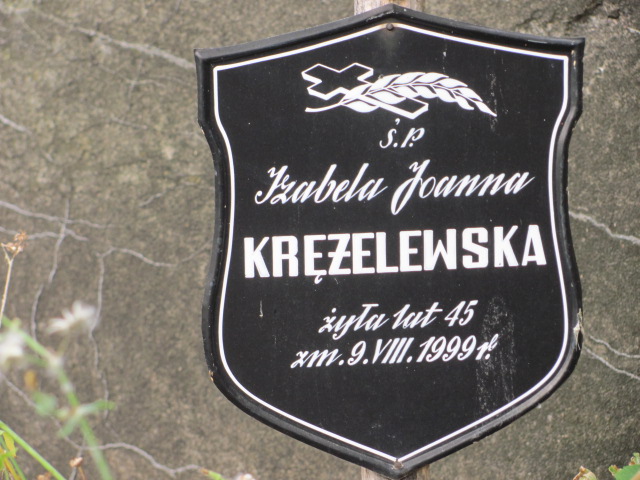 ś.P.
Izabela Joanna
KRĘŻELEWSKA
żyła lat 45
zm. 9.VIII.1999 r.